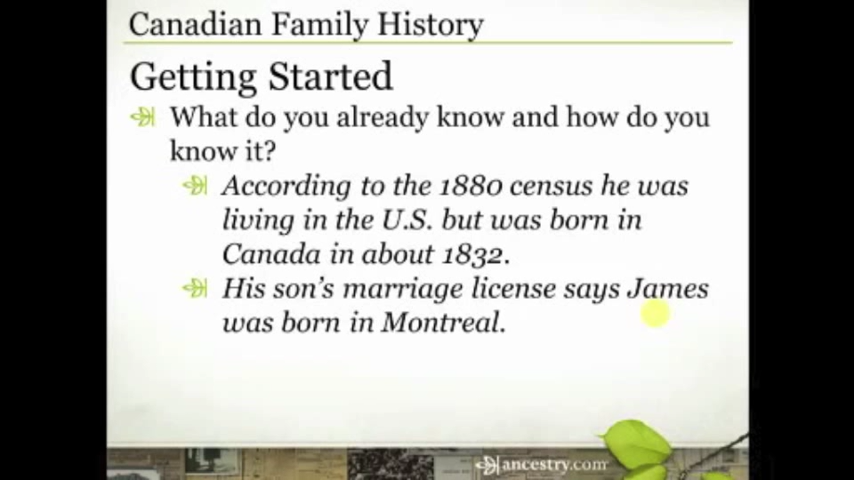 Canadian Family History
Getting Started
What do you already know and how do you
know it?
According to the 1880 census he was
living in the U.S. but was born in
Canada in about 1832.
His son's marriage license says James
was born in Montreal.
ancestry.com